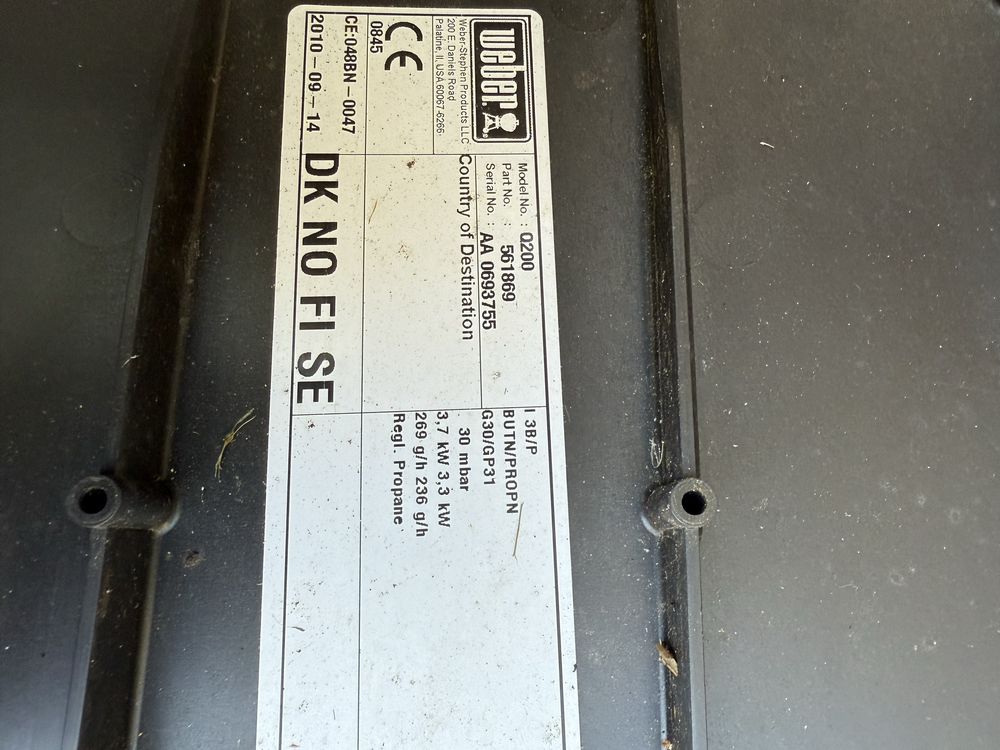 Weber
Weber-Stephen Products LLC
200 E. Daniels Road
Palatine, Il, USA 60067-6266
CE
0845
CE:048BN-0047
2010-09-14
Model No. : Q200
Part No. : 561869
Serial No. : AA 0693755
Country of Destination
DK NO FI SE
I 3B/P
BUTN/PROPN
G30/GP31
30 mbar
3,7 kW 3,3 kW
269 g/h 236 g/h
Regl. Propane